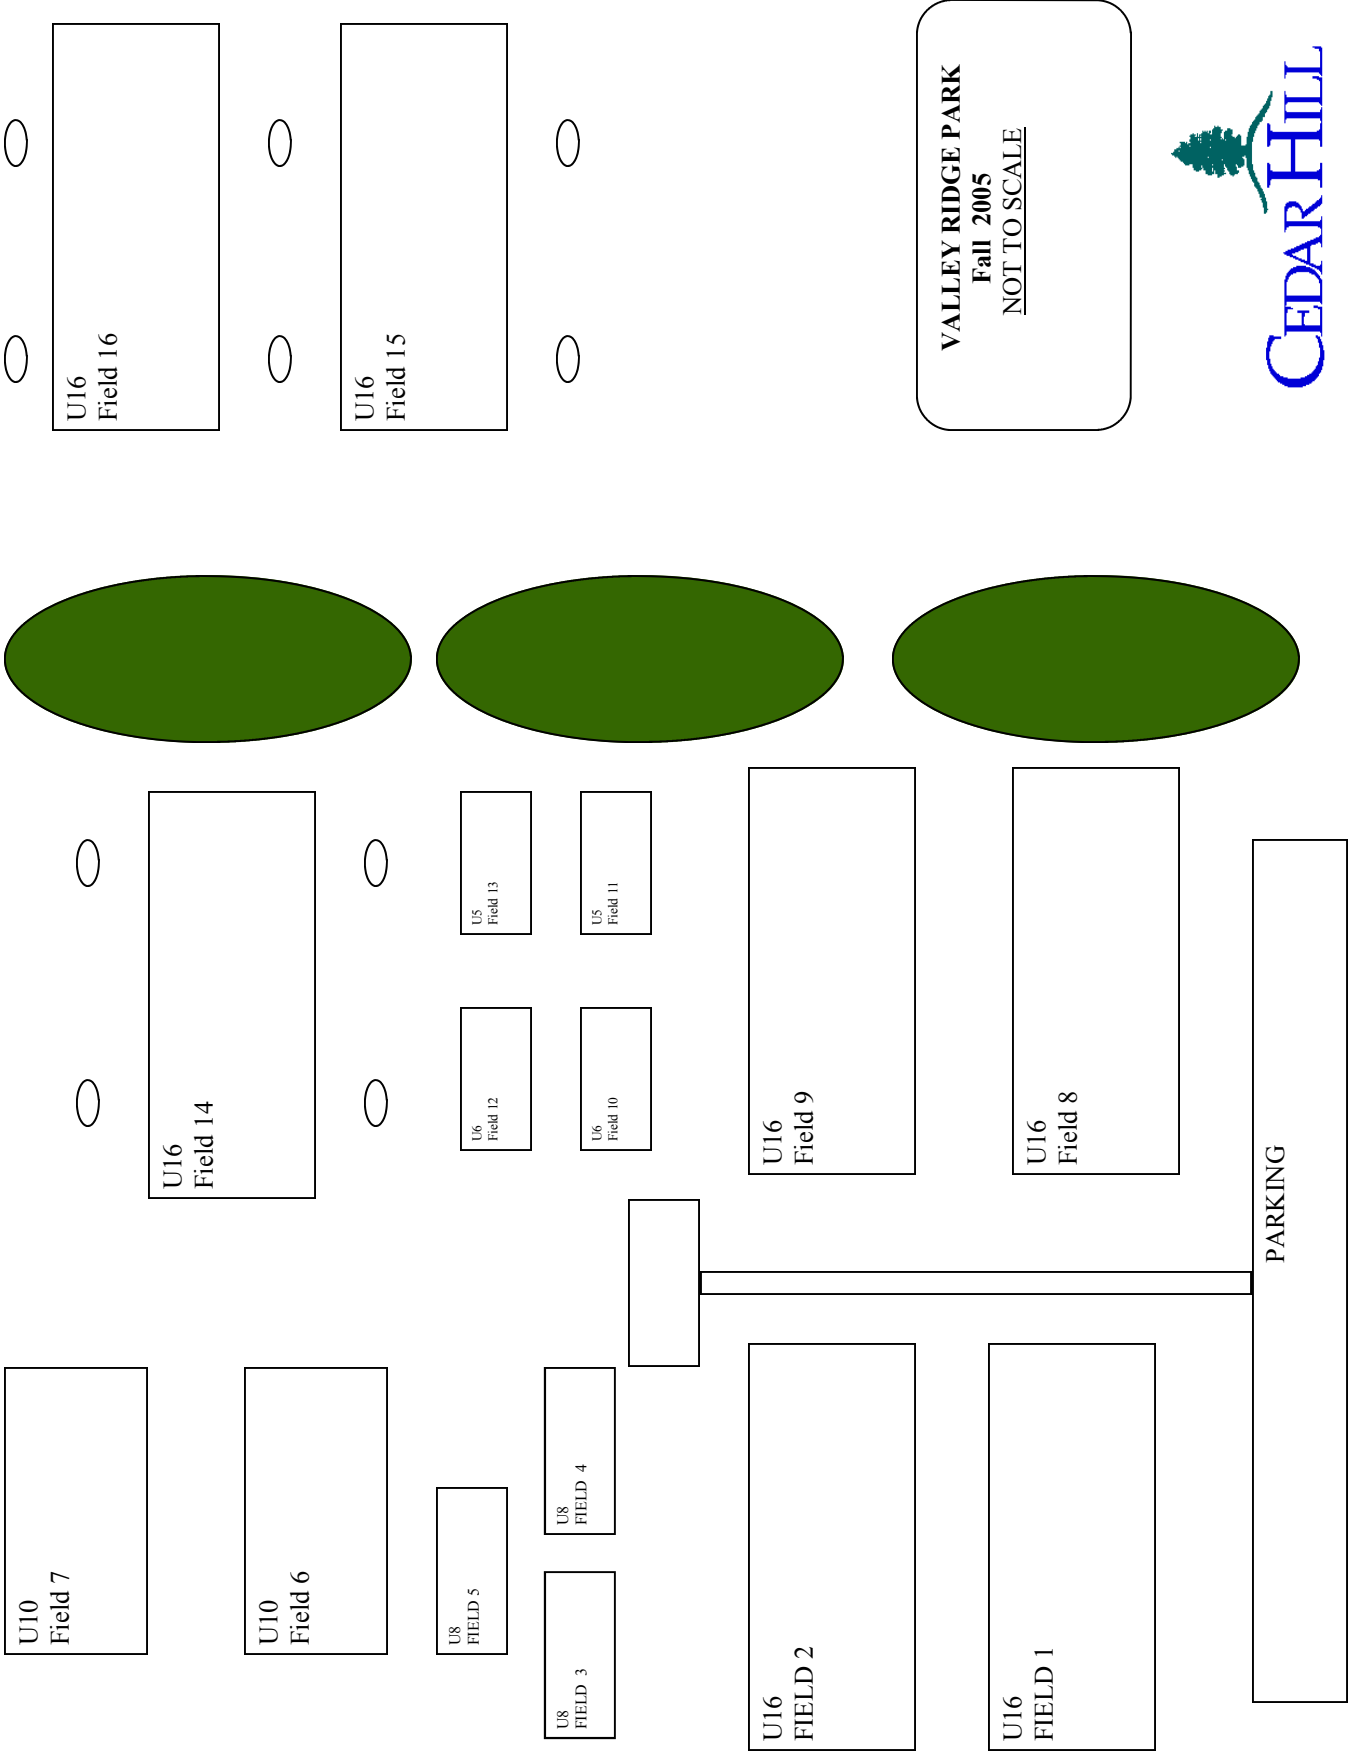 U10
Field 7
U16
Field 14
U16
Field 16
U10
Field 6
U16
Field 15
U8
FIELD 5
U6
Field 12
U5
Field 13
U8
FIELD 3
U8
FIELD 4
U6
Field 10
U5
Field 11
U16
FIELD 2
U16
Field 9
U16
FIELD 1
U16
Field 8
VALLEY RIDGE PARK
Fall 2005
NOT TO SCALE
PARKING
CEDAR HILL